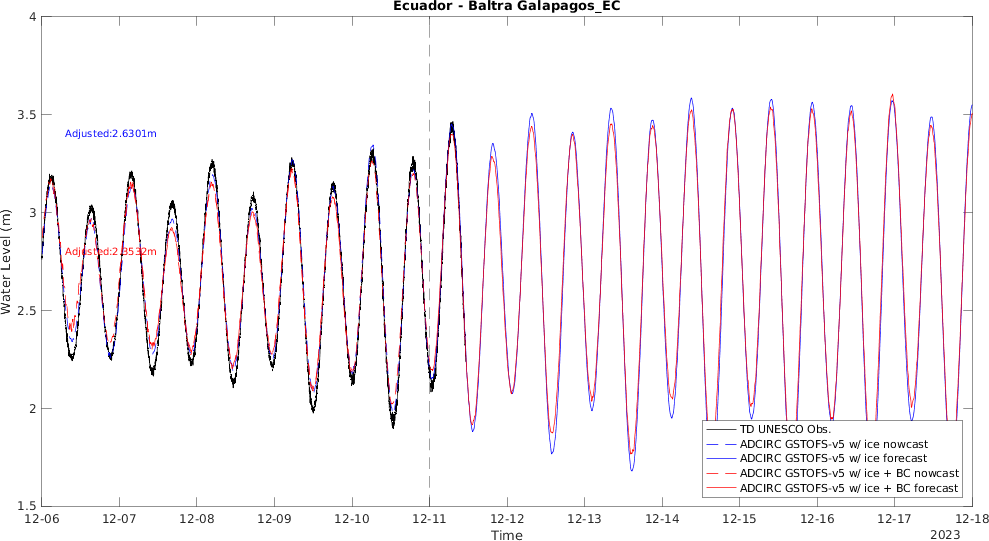 Ecuador - Baltra Galapagos_EC
4
3.5
3
2.5
2
1.5
Water Level (m)
Adjusted:2.6301m
Adjusted:2.3532m
TD UNESCO Obs.
ADCIRC GSTOFS-v5 w/ ice nowcast
ADCIRC GSTOFS-v5 w/ ice forecast
ADCIRC GSTOFS-v5 w/ ice + BC nowcast
ADCIRC GSTOFS-v5 w/ ice + BC forecast
12-06 12-07 12-08 12-09 12-10 12-11 12-12 12-13 12-14 12-15 12-16 12-17 12-18
Time
2023